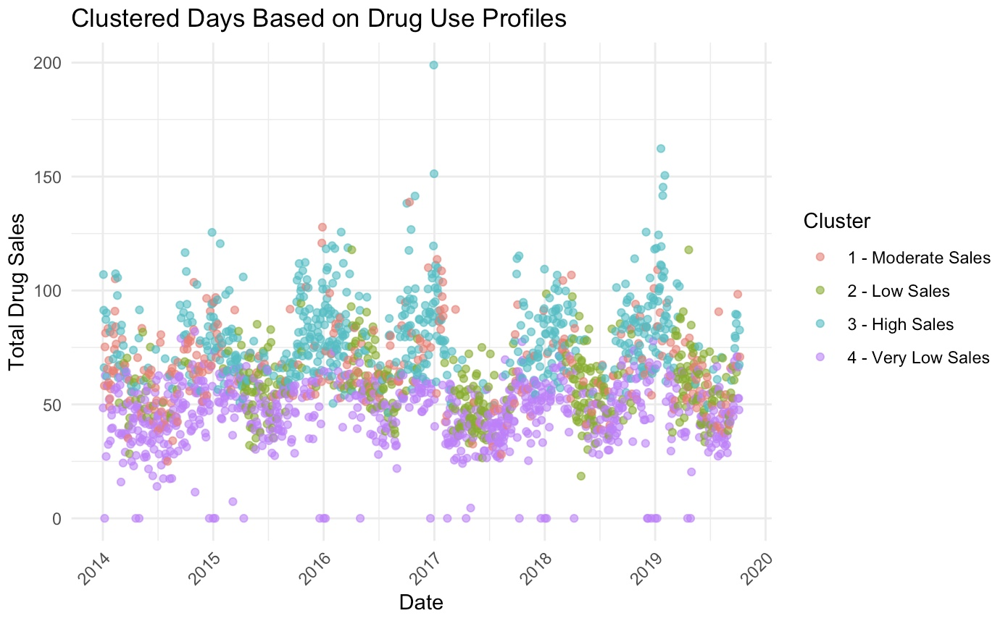 Clustered Days Based on Drug Use Profiles
Total Drug Sales
200
150
100
50
0
2014
2015
2016
2017
2018
2019
2020
Date
Cluster
1 - Moderate Sales
2 - Low Sales
3 - High Sales
4 - Very Low Sales